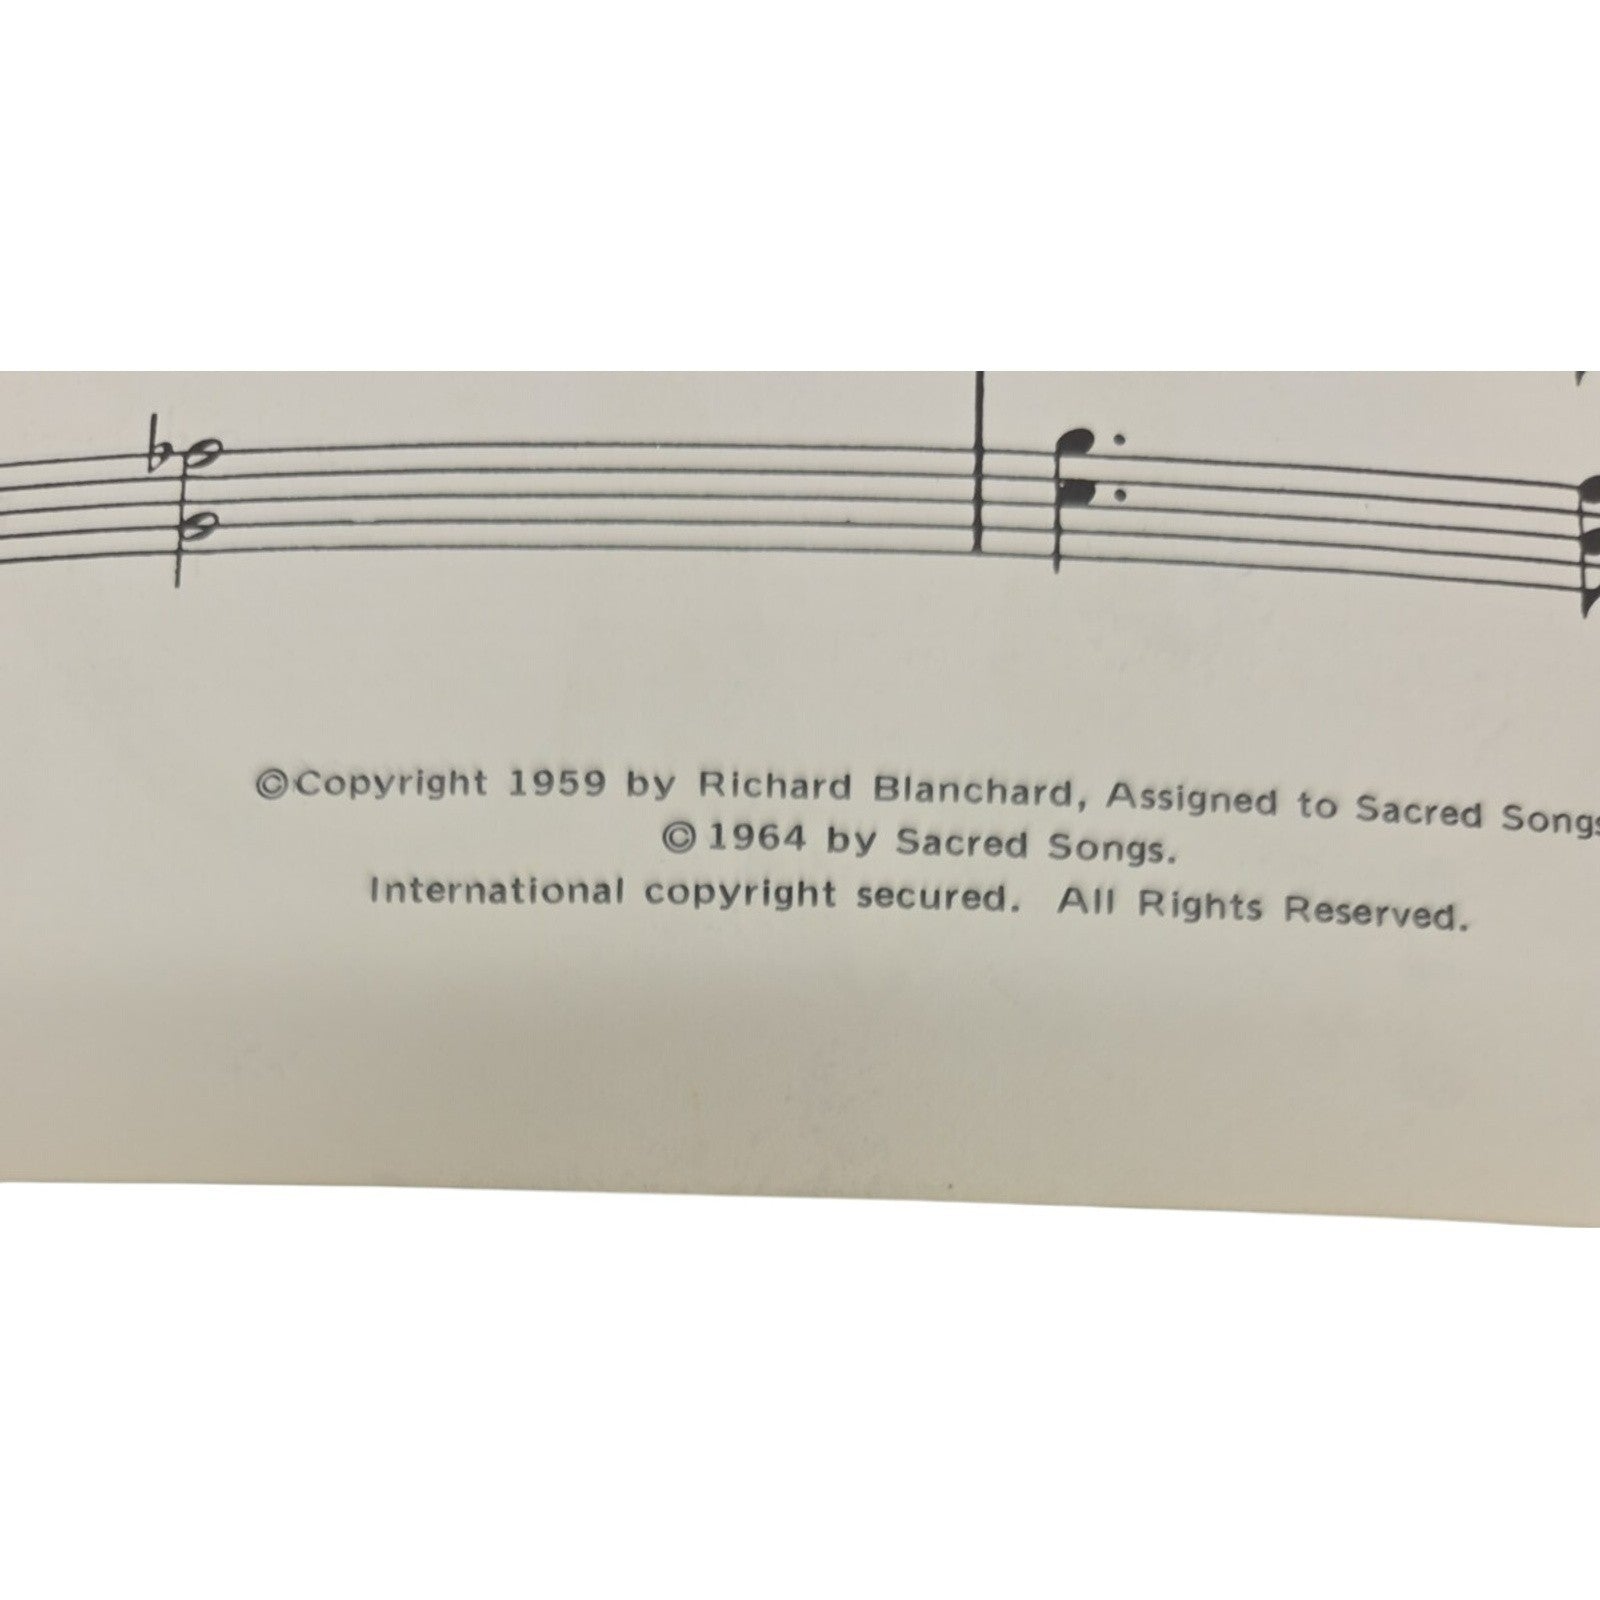 ©Copyright 1959 by Richard Blanchard, Assigned to Sacred Songs
©1964 by Sacred Songs.
International copyright secured. All Rights Reserved.